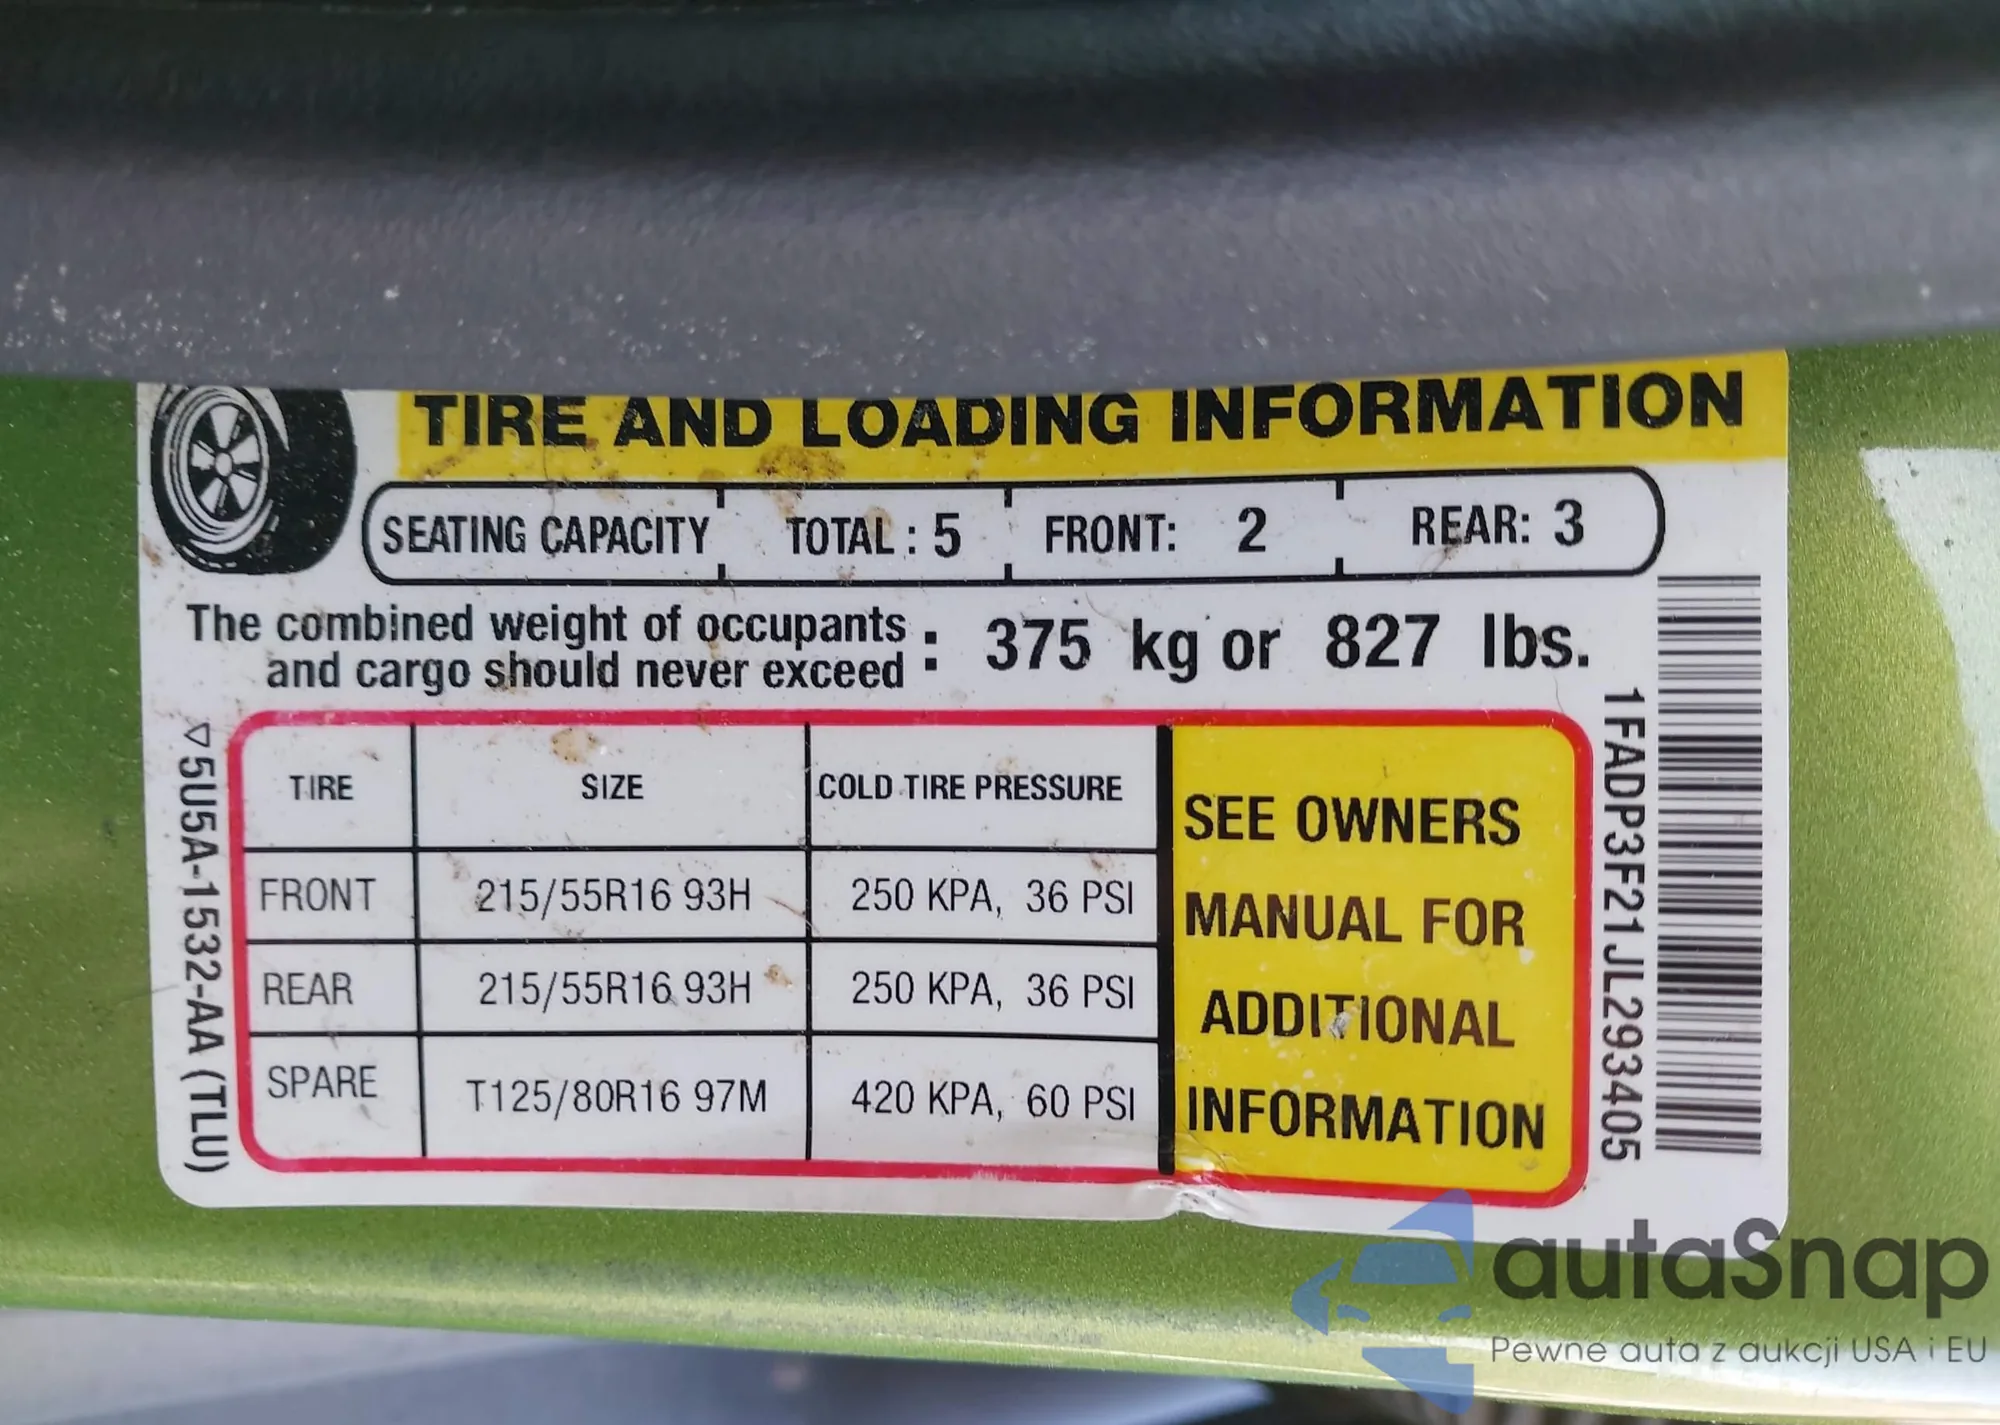 TIRE AND LOADING INFORMATION
SEATING CAPACITY TOTAL : 5 FRONT: 2 REAR: 3
The combined weight of occupants
and cargo should never exceed : 375 kg or 827 lbs.
TIRE SIZE COLD TIRE PRESSURE
FRONT 215/55R16 93H 250 KPA, 36 PSI
REAR 215/55R16 93H 250 KPA, 36 PSI
SPARE T125/80R16 97M 420 KPA, 60 PSI
SEE OWNERS
MANUAL FOR
ADDITIONAL
INFORMATION
5U5A-1532-AA (TLU)
1FADP3F21JL293405
autaSnap
Pewne auta z aukcji USA i EU